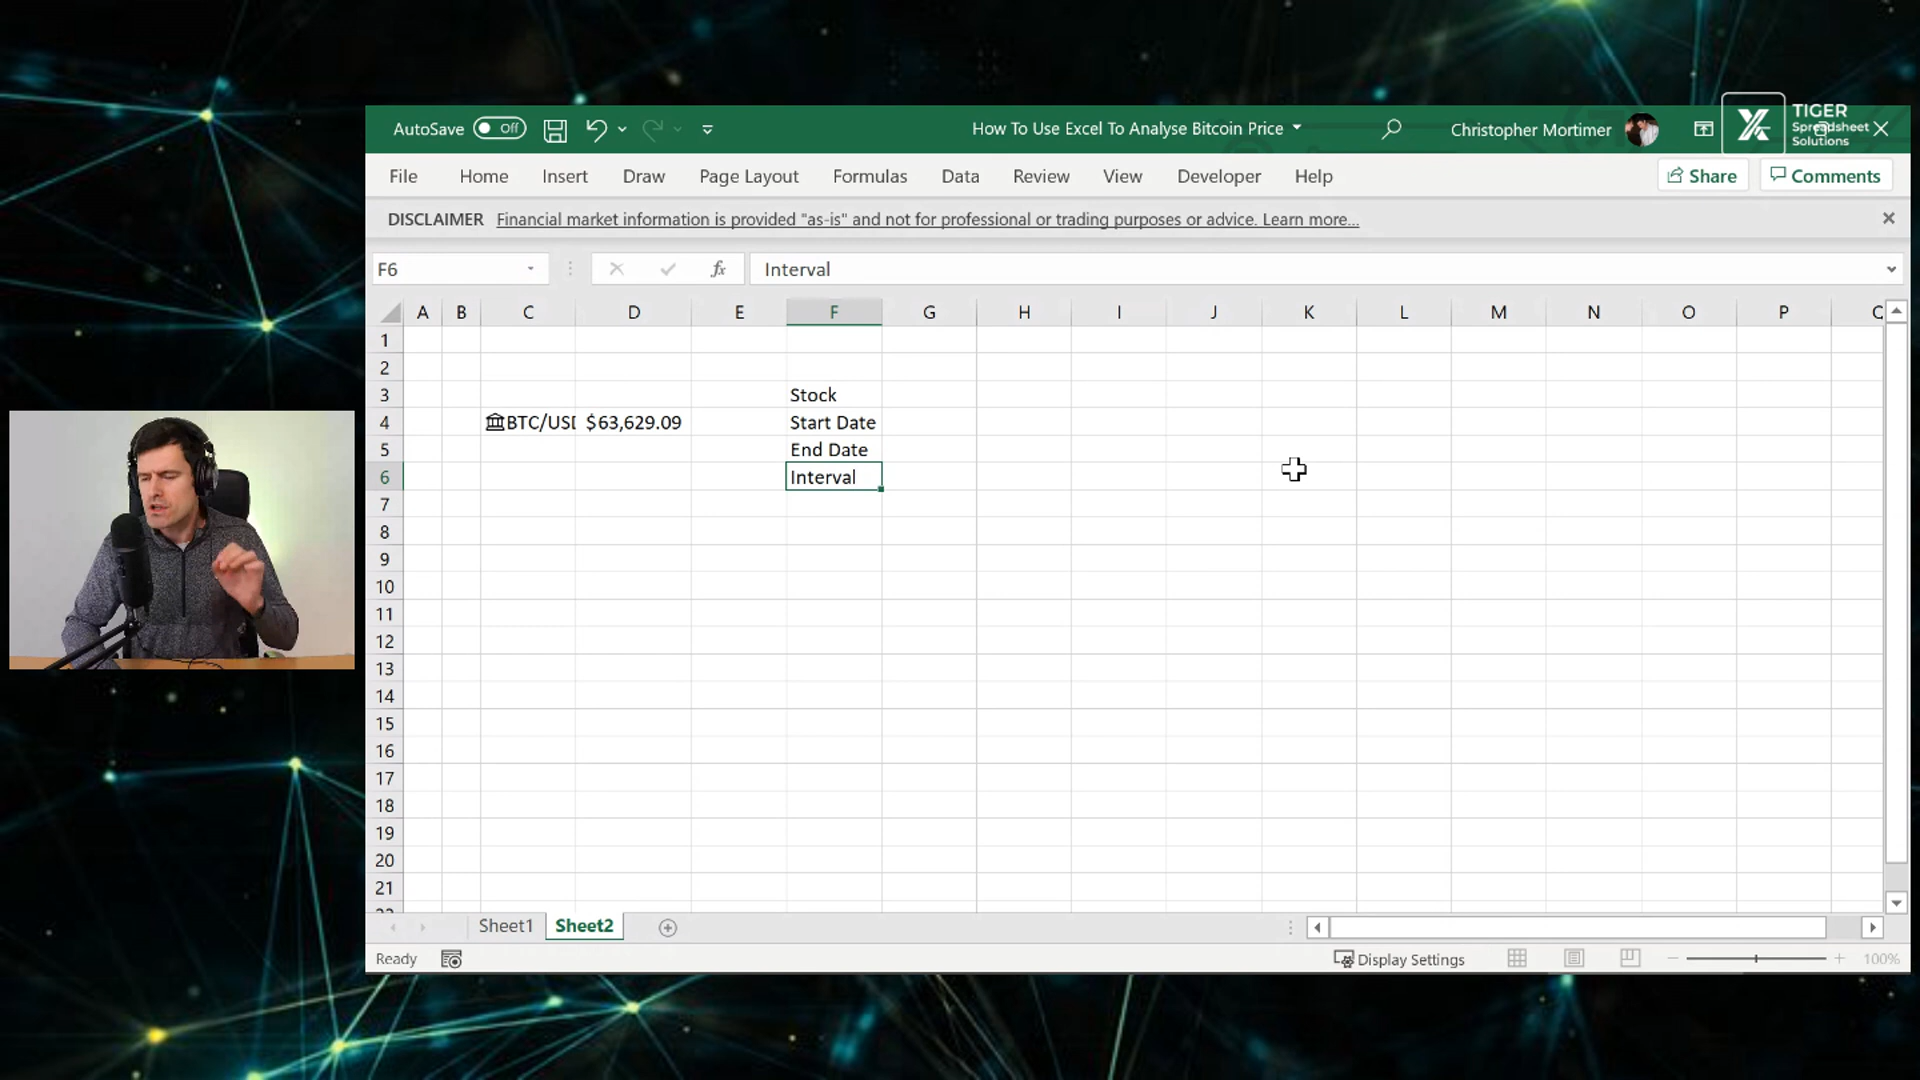 TIGER
Spreadsheet
Solutions
AutoSave Off How To Use Excel To Analyse Bitcoin Price Christopher Mortimer
File Home Insert Draw Page Layout Formulas Data Review View Developer Help Share Comments
DISCLAIMER Financial market information is provided "as-is" and not for professional or trading purposes or advice. Learn more...
F6 fx Interval
A B C D E F G H I J K L M N O P
1
2
3 Stock
4 BTC/USD $63,629.09 Start Date
5 End Date
6 Interval
7
8
9
10
11
12
13
14
15
16
17
18
19
20
21
Sheet1 Sheet2
Ready Display Settings 100%